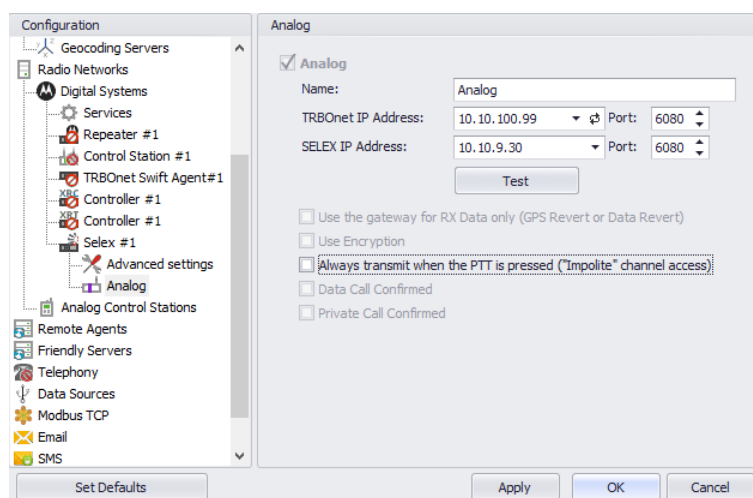 Configuration
Geocoding Servers
Radio Networks
Digital Systems
Services
Repeater #1
Control Station #1
TRBOnet Swift Agent#1
XRC Controller #1
XRT Controller #1
Selex #1
Advanced settings
Analog
Analog Control Stations
Remote Agents
Friendly Servers
Telephony
Data Sources
Modbus TCP
Email
SMS
Set Defaults
Analog
Analog
Name: Analog
TRBOnet IP Address: 10.10.100.99 Port: 6080
SELEX IP Address: 10.10.9.30 Port: 6080
Test
Use the gateway for RX Data only (GPS Revert or Data Revert)
Use Encryption
Always transmit when the PTT is pressed ("Impolite" channel access)
Data Call Confirmed
Private Call Confirmed
Apply OK Cancel